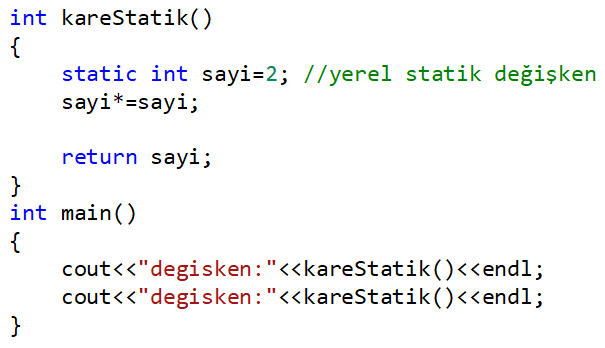 int kareStatik()
{
    static int sayi=2; //yerel statik değişken
    sayi*=sayi;

    return sayi;
}
int main()
{
    cout<<"degisken:"<<kareStatik()<<endl;
    cout<<"degisken:"<<kareStatik()<<endl;
}